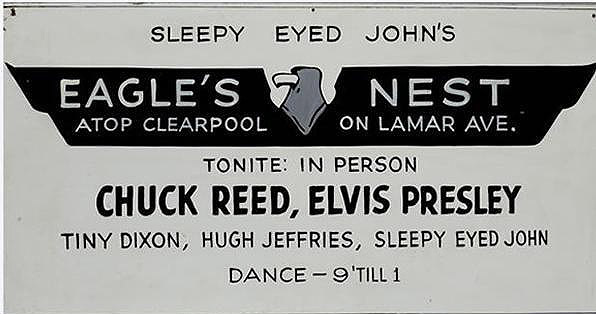 SLEEPY EYED JOHN'S
EAGLE'S NEST
ATOP CLEARPOOL ON LAMAR AVE.
TONITE: IN PERSON
CHUCK REED, ELVIS PRESLEY
TINY DIXON, HUGH JEFFRIES, SLEEPY EYED JOHN
DANCE - 9 'TILL 1